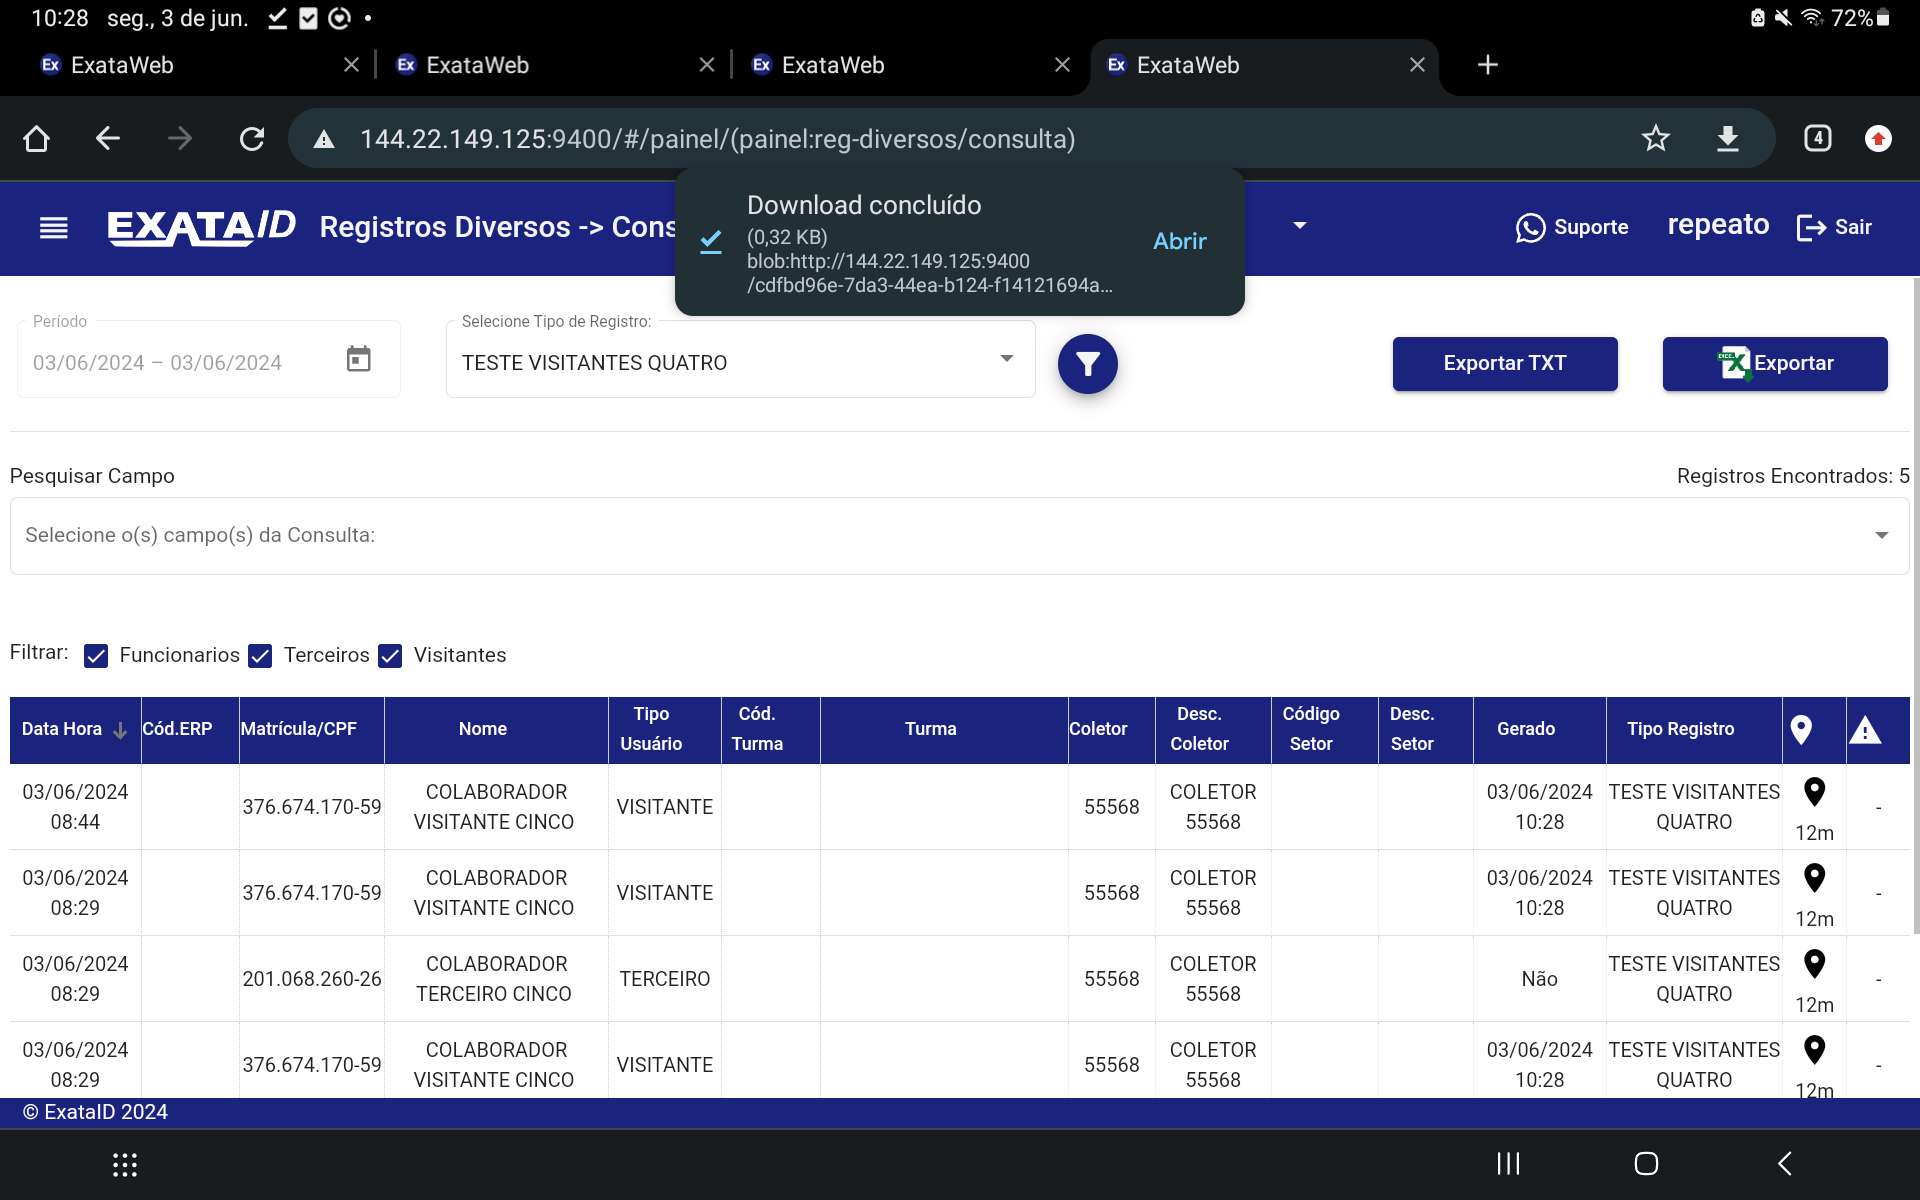 10:28 seg., 3 de jun. 72%
Ex ExataWeb Ex ExataWeb Ex ExataWeb Ex ExataWeb
144.22.149.125:9400/#/painel/(painel:reg-diversos/consulta) 4
EXATAID Registros Diversos -> Cons Suporte repeato Sair
Download concluído
(0,32 KB)
blob:http://144.22.149.125:9400
/cdfbd96e-7da3-44ea-b124-f14121694a...
Abrir
Período
03/06/2024 – 03/06/2024
Selecione Tipo de Registro:
TESTE VISITANTES QUATRO
Exportar TXT
Exportar
Pesquisar Campo
Registros Encontrados: 5
Selecione o(s) campo(s) da Consulta:
Filtrar: Funcionarios Terceiros Visitantes
Data Hora Cód.ERP Matrícula/CPF Nome Tipo Usuário Cód. Turma Turma Coletor Desc. Coletor Código Setor Desc. Setor Gerado Tipo Registro
03/06/2024 08:44 376.674.170-59 COLABORADOR VISITANTE CINCO VISITANTE 55568 COLETOR 55568 03/06/2024 10:28 TESTE VISITANTES QUATRO 12m -
03/06/2024 08:29 376.674.170-59 COLABORADOR VISITANTE CINCO VISITANTE 55568 COLETOR 55568 03/06/2024 10:28 TESTE VISITANTES QUATRO 12m -
03/06/2024 08:29 201.068.260-26 COLABORADOR TERCEIRO CINCO TERCEIRO 55568 COLETOR 55568 Não TESTE VISITANTES QUATRO 12m -
03/06/2024 08:29 376.674.170-59 COLABORADOR VISITANTE CINCO VISITANTE 55568 COLETOR 55568 03/06/2024 10:28 TESTE VISITANTES QUATRO 12m -
© ExataID 2024